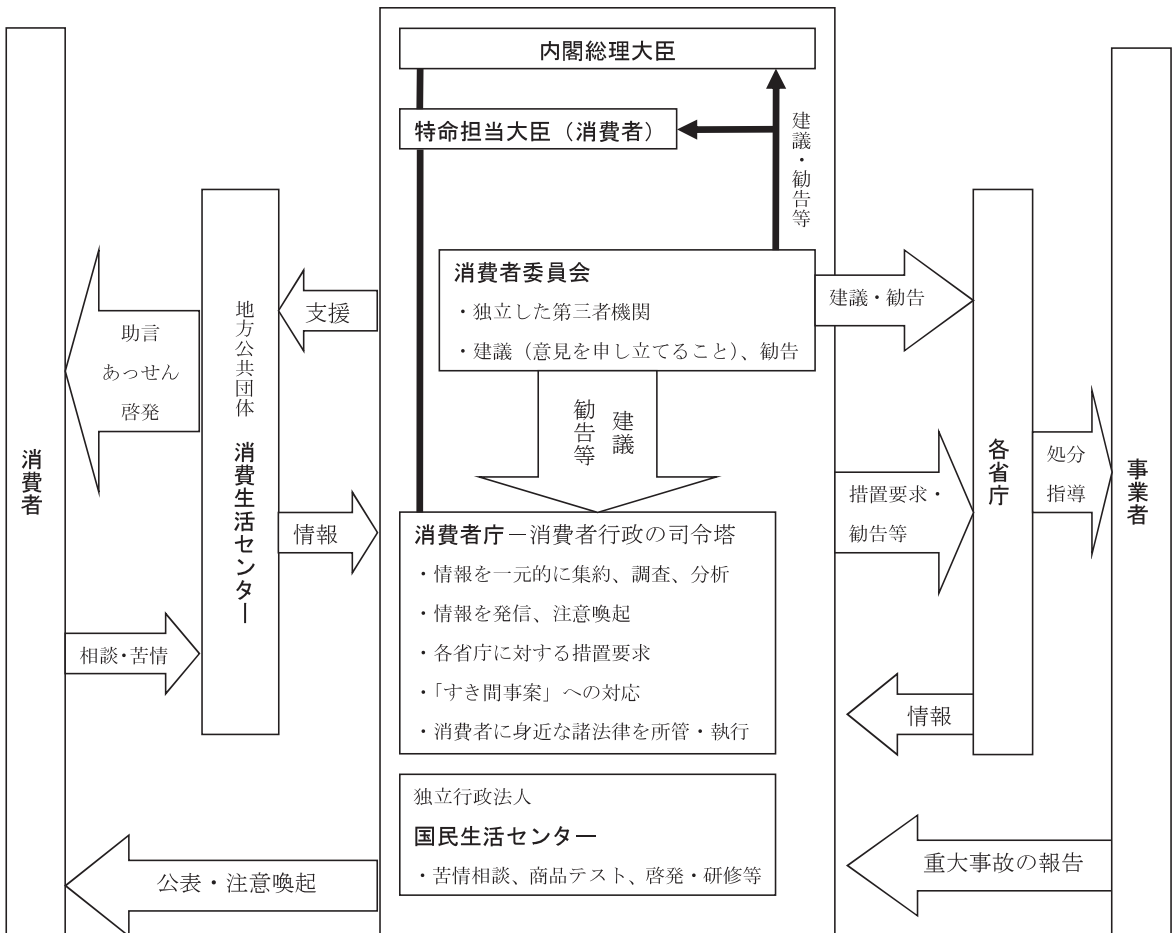 内閣総理大臣
特命担当大臣（消費者）
建議・勧告等
消費者委員会
・独立した第三者機関
・建議（意見を申し立てること）、勧告
建議・勧告
支援
地方公共団体 消費生活センター
助言
あっせん
啓発
消費者
建議
勧告等
各省庁
処分
指導
事業者
措置要求・
勧告等
情報
消費者庁－消費者行政の司令塔
・情報を一元的に集約、調査、分析
・情報を発信、注意喚起
・各省庁に対する措置要求
・「すき間事案」への対応
・消費者に身近な諸法律を所管・執行
相談・苦情
情報
独立行政法人
国民生活センター
・苦情相談、商品テスト、啓発・研修等
公表・注意喚起
重大事故の報告